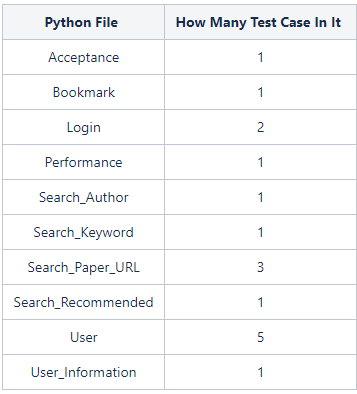 Python File How Many Test Case In It
Acceptance 1
Bookmark 1
Login 2
Performance 1
Search_Author 1
Search_Keyword 1
Search_Paper_URL 3
Search_Recommended 1
User 5
User_Information 1